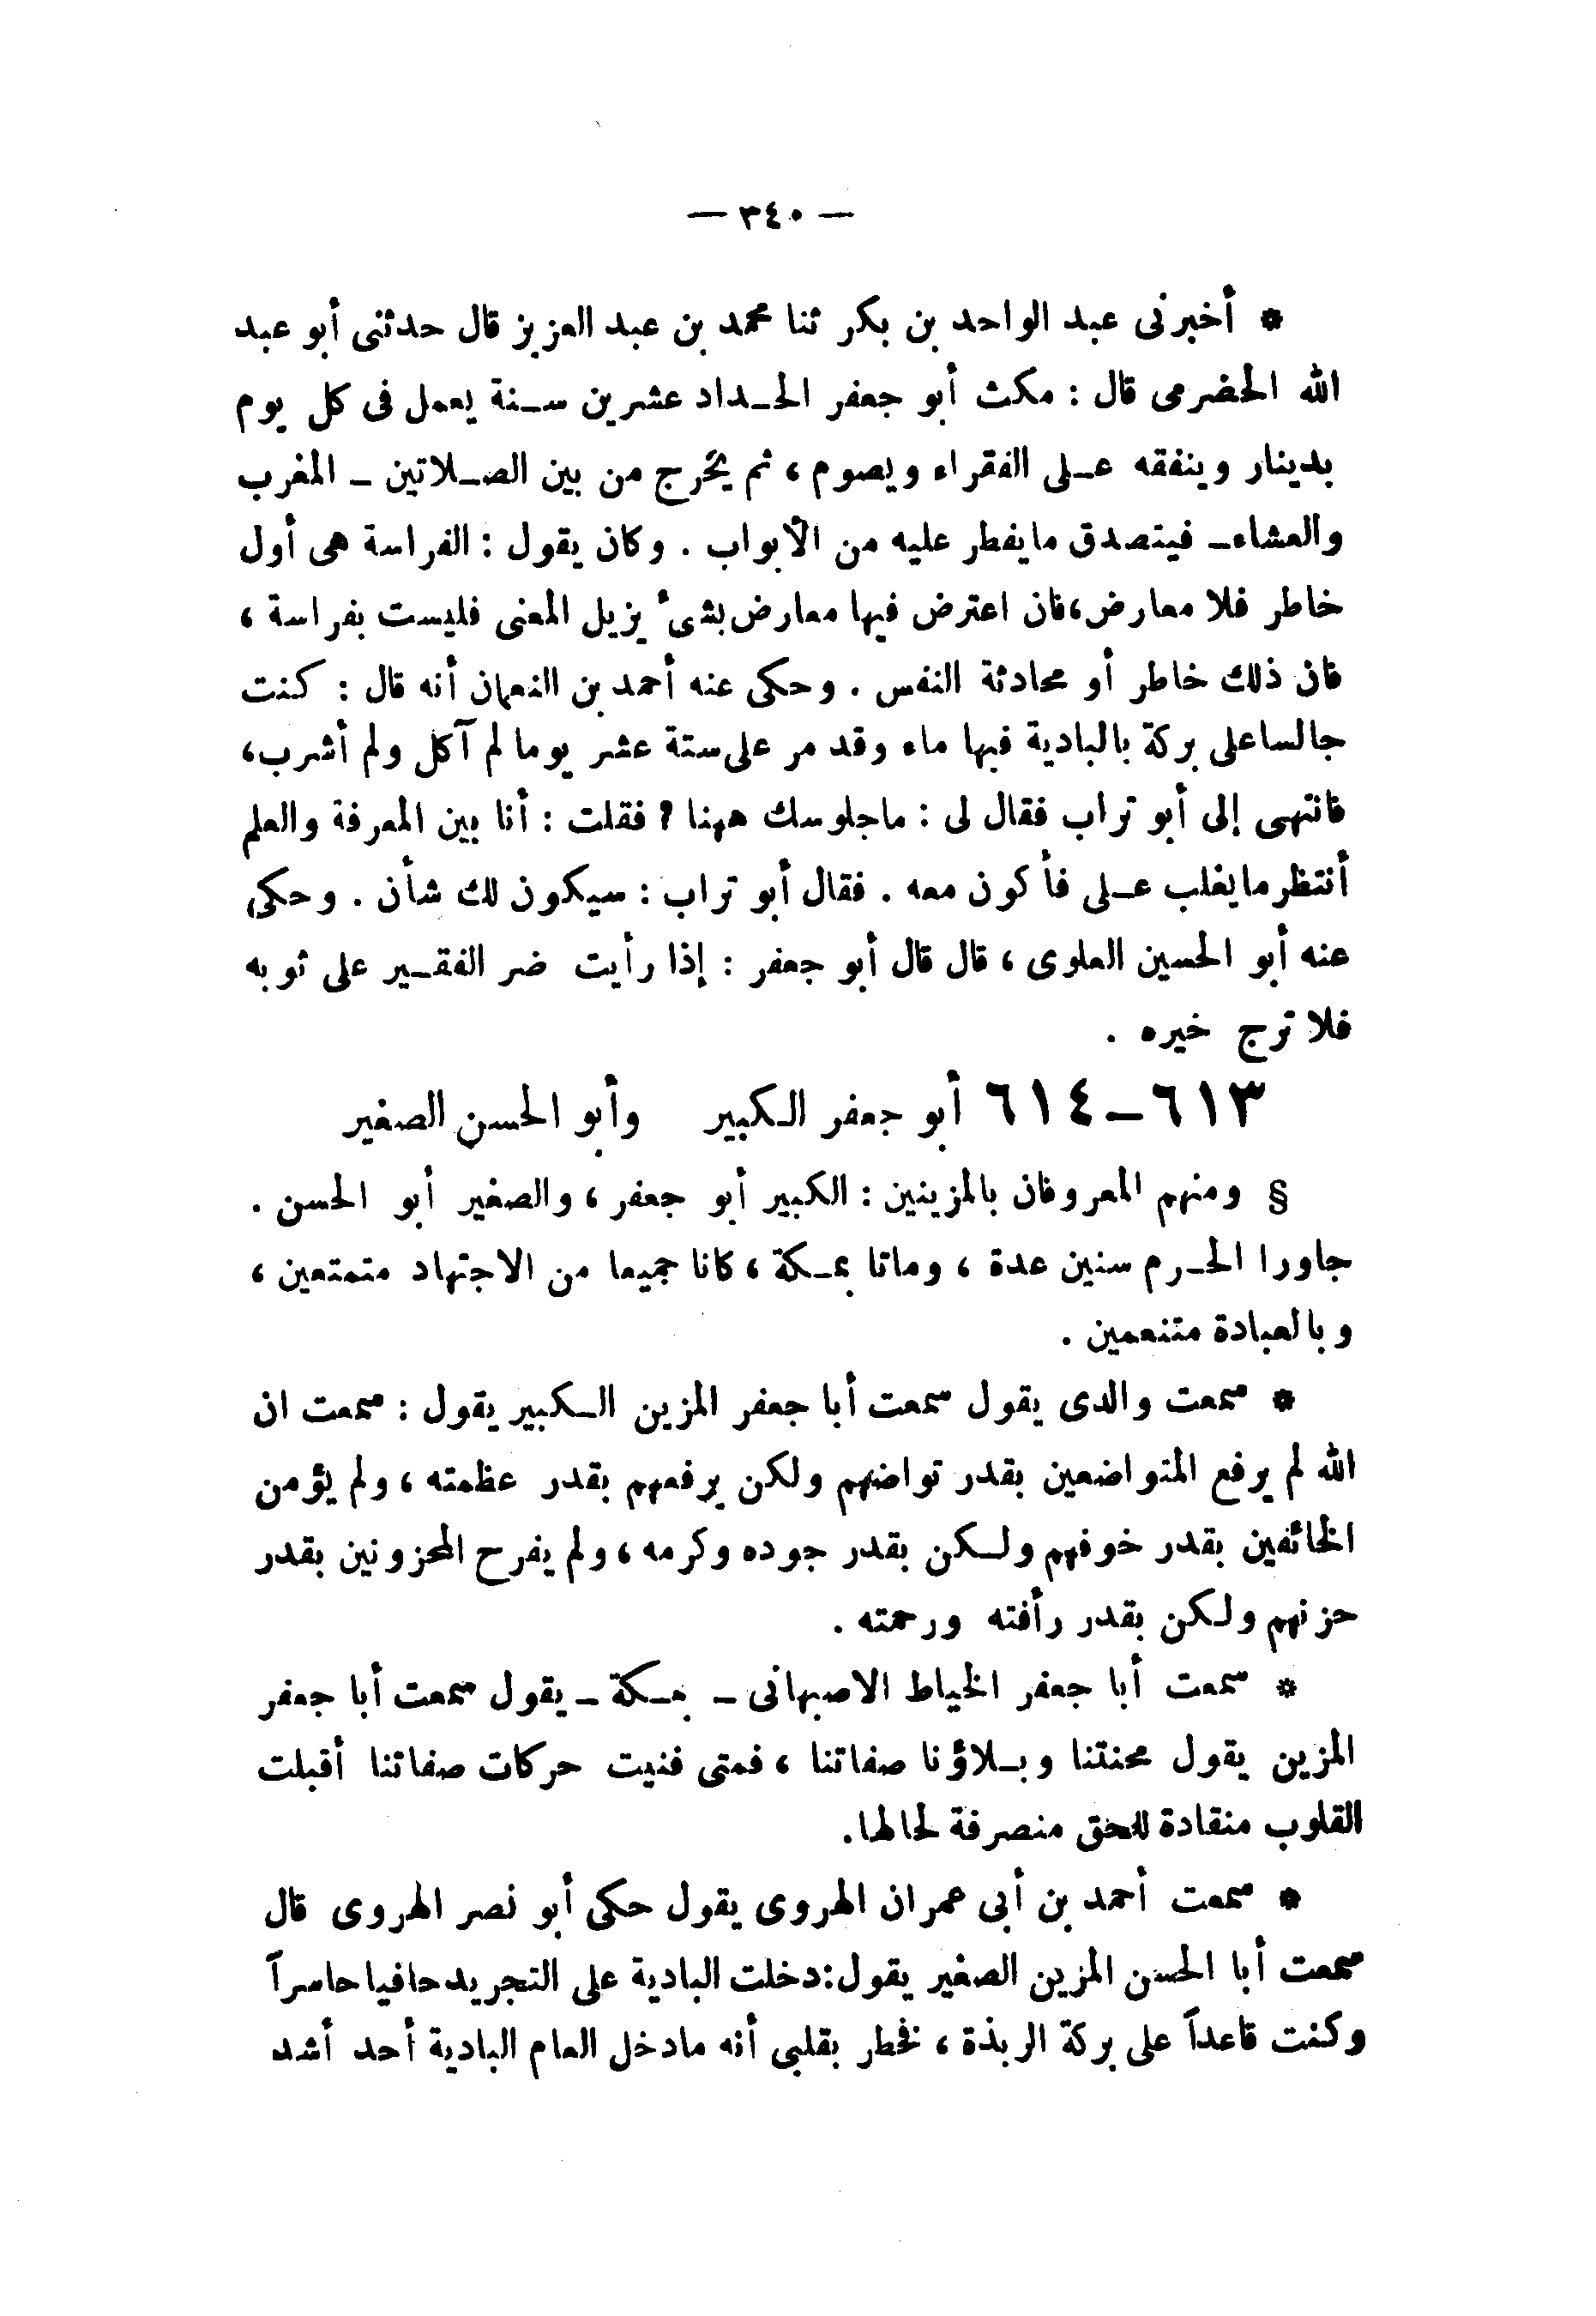 — ٣٤٠ —
* أخبرنى عبد الواحد بن بكر ثنا محمد بن عبد العزيز قال حدثنى أبو عبد
الله الحضرمى قال : مكث أبو جعفر الحداد عشرين سنة يعمل فى كل يوم
بدينار وينفقه على الفقراء ويصوم ، ثم يخرج من بين الصلاتين - المغرب
والعشاء - فيتصدق مايفطر عليه من الأبواب . وكان يقول : الفراسة هى أول
خاطر فلا معارض ، فان اعترض فيها معارض بشىء يزيل المعنى فليست بفراسة ،
فان ذلك خاطر أو محادثة النفس . وحكى عنه أحمد بن النعمان أنه قال : كنت
جالسا على بركة بالبادية فيها ماء وقد مر على ستة عشر يوما لم آكل ولم أشرب ،
فانتهى إلى أبو تراب فقال لى : ماجلوسك ههنا ؟ فقلت : أنا بين المعرفة والعلم
أنتظر مايغلب على فأكون معه . فقال أبو تراب : سيكون لك شأن . وحكى
عنه أبو الحسين العلوى ، قال قال أبو جعفر : إذا رأيت ضر الفقير على ثوبه
فلا ترج خيره .
٦١٣ـ٦١٤ أبو جعفر الكبير وأبو الحسن الصغير
§ ومنهم المعروفان بالمزينين : الكبير أبو جعفر ، والصغير أبو الحسن .
جاورا الحرم سنين عدة ، وماتا بمكة ، كانا جميعا من الاجتهاد متمتعين ،
وبالعبادة متنعمين .
* سمعت والدى يقول سمعت أبا جعفر المزين الكبير يقول : سمعت ان
الله لم يرفع المتواضعين بقدر تواضهم ولكن يرفعهم بقدر عظمته ، ولم يؤمن
الخائفين بقدر خوفهم ولكن بقدر جوده وكرمه ، ولم يفرح المحزونين بقدر
حزنهم ولكن بقدر رأفته ورحمته .
* سمعت أبا جعفر الخياط الاصبهانى - بمكة - يقول سمعت أبا جعفر
المزين يقول محنتنا وبلاؤنا صفاتنا ، فمتى فنيت حركات صفاتنا أقبلت
القلوب منقادة للحق منصرفة لحالها .
* سمعت أحمد بن أبى عمران الهروى يقول حكى أبو نصر الهروى قال
سمعت أبا الحسن المزين الصغير يقول : دخلت البادية على التجريد حافيا حاسراً
وكنت قاعداً على بركة الربذة ، فخطر بقلبى أنه مادخل العام البادية أحد أشد